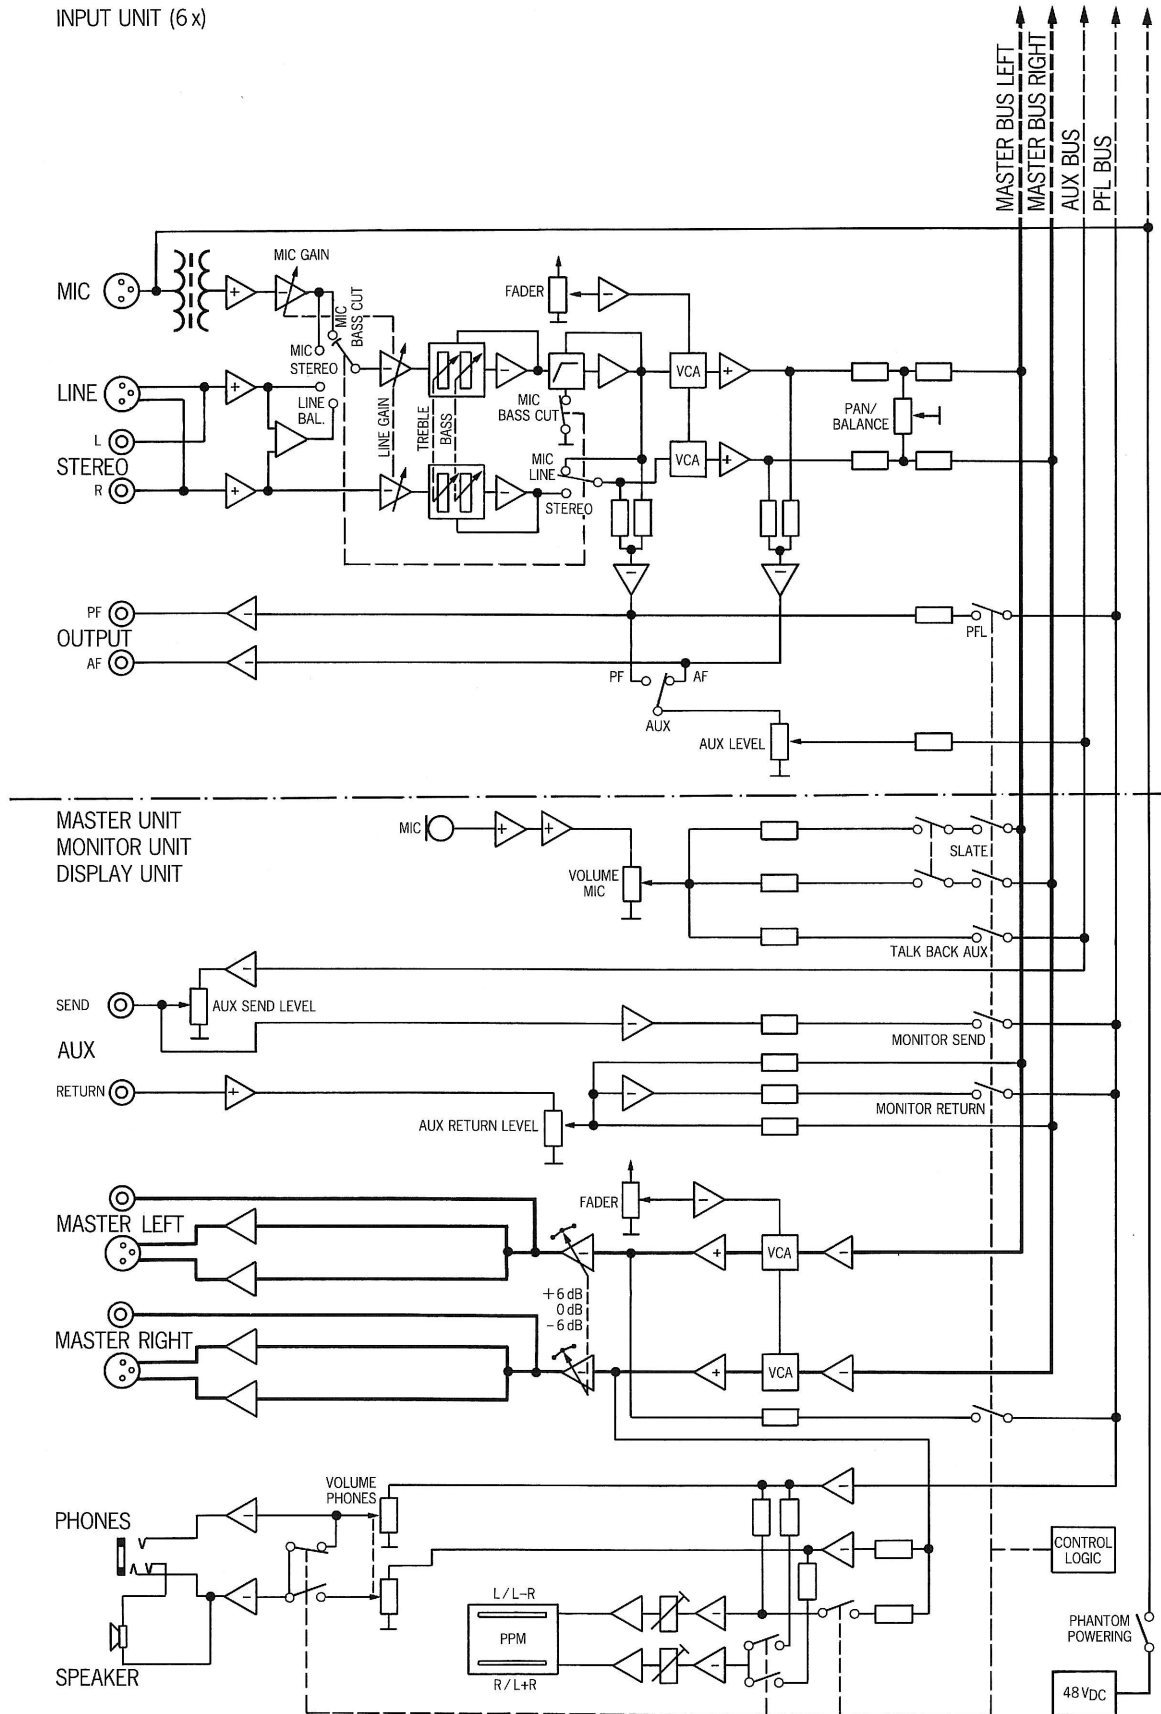 INPUT UNIT (6x)
MASTER BUS LEFT
MASTER BUS RIGHT
AUX BUS
PFL BUS
MIC
MIC GAIN
MIC
BASS CUT
MIC
STEREO
LINE
LINE
BAL.
L
STEREO
R
LINE GAIN
TREBLE
BASS
FADER
MIC
BASS CUT
MIC
LINE
STEREO
VCA
VCA
+
+
+
+
+
−
−
−
−
−
−
−
−
−
−
−
PAN/
BALANCE
PF
OUTPUT
AF
PF
AF
AUX
PFL
AUX LEVEL
MASTER UNIT
MONITOR UNIT
DISPLAY UNIT
MIC
+
+
VOLUME
MIC
SLATE
TALK BACK AUX
−
SEND
AUX SEND LEVEL
−
MONITOR SEND
AUX
RETURN
+
−
MONITOR RETURN
AUX RETURN LEVEL
FADER
−
MASTER LEFT
−
+
VCA
−
+6 dB
0 dB
−6 dB
MASTER RIGHT
−
+
VCA
−
VOLUME
PHONES
−
PHONES
−
−
−
CONTROL
LOGIC
L/L−R
PPM
R/L+R
−
−
SPEAKER
PHANTOM
POWERING
48 VDC